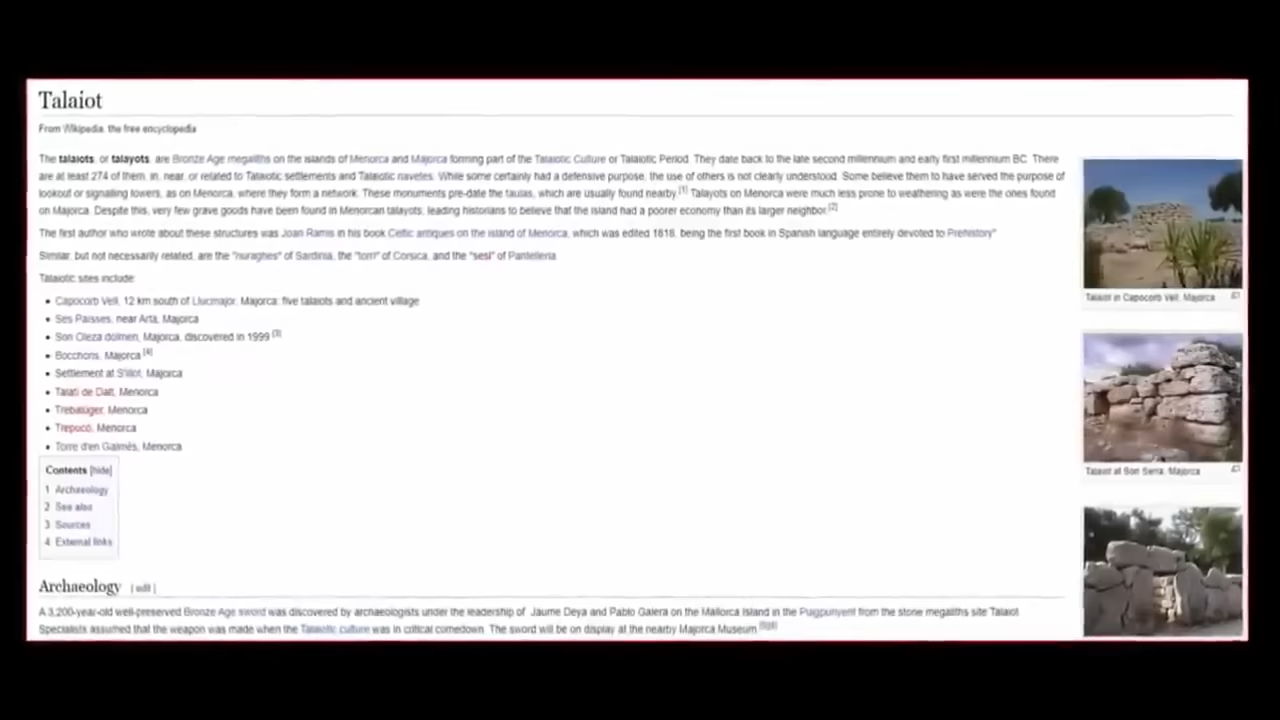 Talaiot
From Wikipedia, the free encyclopedia
The talaiots, or talayots, are Bronze Age megaliths on the islands of Menorca and Majorca forming part of the Talaiotic Culture or Talaiotic Period. They date back to the late second millennium and early first millennium BC. There
are at least 274 of them, in, near, or related to Talaiotic settlements and Talaiotic navetes. While some certainly had a defensive purpose, the use of others is not clearly understood. Some believe them to have served the purpose of
lookout or signalling towers, as on Menorca, where they form a network. These monuments pre-date the taulas, which are usually found nearby.[1] Talayots on Menorca were much less prone to weathering as were the ones found
on Majorca. Despite this, very few grave goods have been found in Menorcan talayots, leading historians to believe that the island had a poorer economy than its larger neighbor.[2]
The first author who wrote about these structures was Joan Ramis in his book Celtic antiques on the island of Menorca, which was edited 1818, being the first book in Spanish language entirely devoted to Prehistory"
Similar, but not necessarily related, are the "nuraghes" of Sardinia, the "torri" of Corsica, and the "sesi" of Pantelleria.
Talaiotic sites include:
• Capocorb Vell, 12 km south of Llucmajor, Majorca: five talaiots and ancient village
• Ses Païsses, near Artà, Majorca
• Son Oleza dolmen, Majorca, discovered in 1999 [3]
• Bocchoris, Majorca [4]
• Settlement at S'Illot, Majorca
• Talatí de Dalt, Menorca
• Trebalúger, Menorca
• Trepucó, Menorca
• Torre d'en Galmés, Menorca
Contents [hide]
1 Archaeology
2 See also
3 Sources
4 External links
Archaeology [ edit ]
A 3,200-year-old well-preserved Bronze Age sword was discovered by archaeologists under the leadership of Jaume Deya and Pablo Galera on the Mallorca Island in the Puigpunyent from the stone megaliths site Talaiot.
Specialists assumed that the weapon was made when the Talaiotic culture was in critical comedown. The sword will be on display at the nearby Majorca Museum.[5][6]
Talaiot in Capocorb Vell, Majorca
Talaiot at Son Serra, Majorca